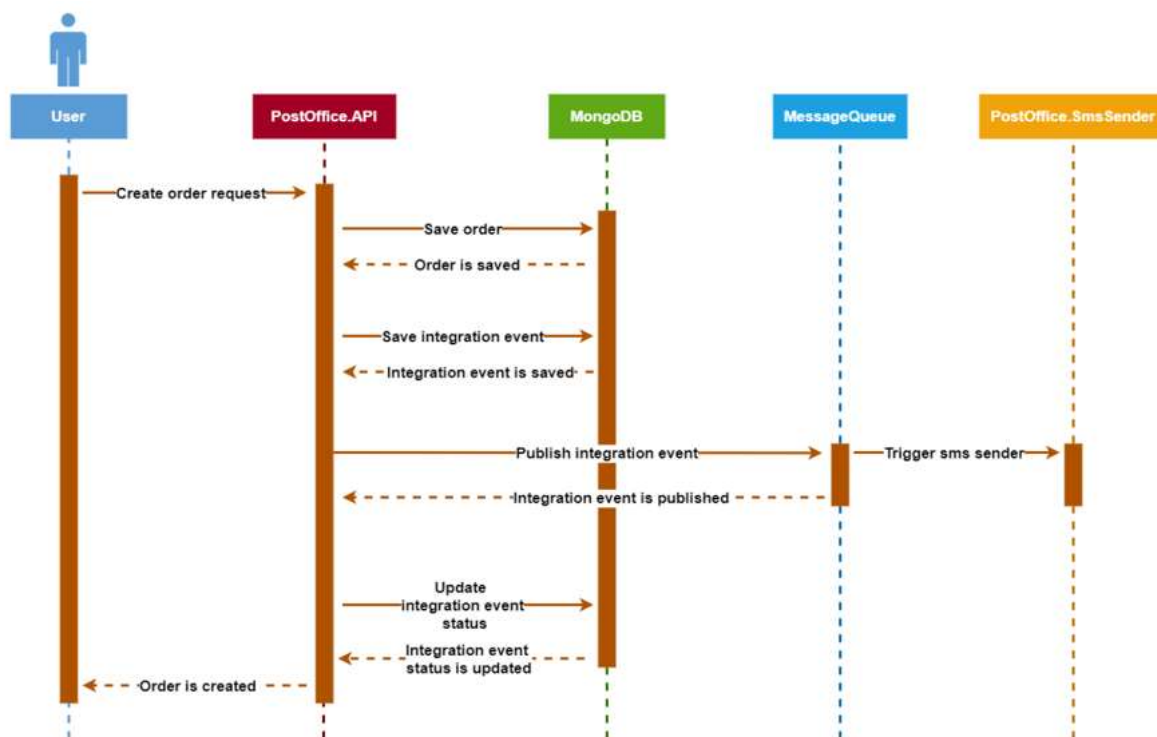 User
PostOffice.API
MongoDB
MessageQueue
PostOffice.SmsSender
Create order request
Save order
Order is saved
Save integration event
Integration event is saved
Publish integration event
Trigger sms sender
Integration event is published
Update
integration event
status
Integration event
status is updated
Order is created